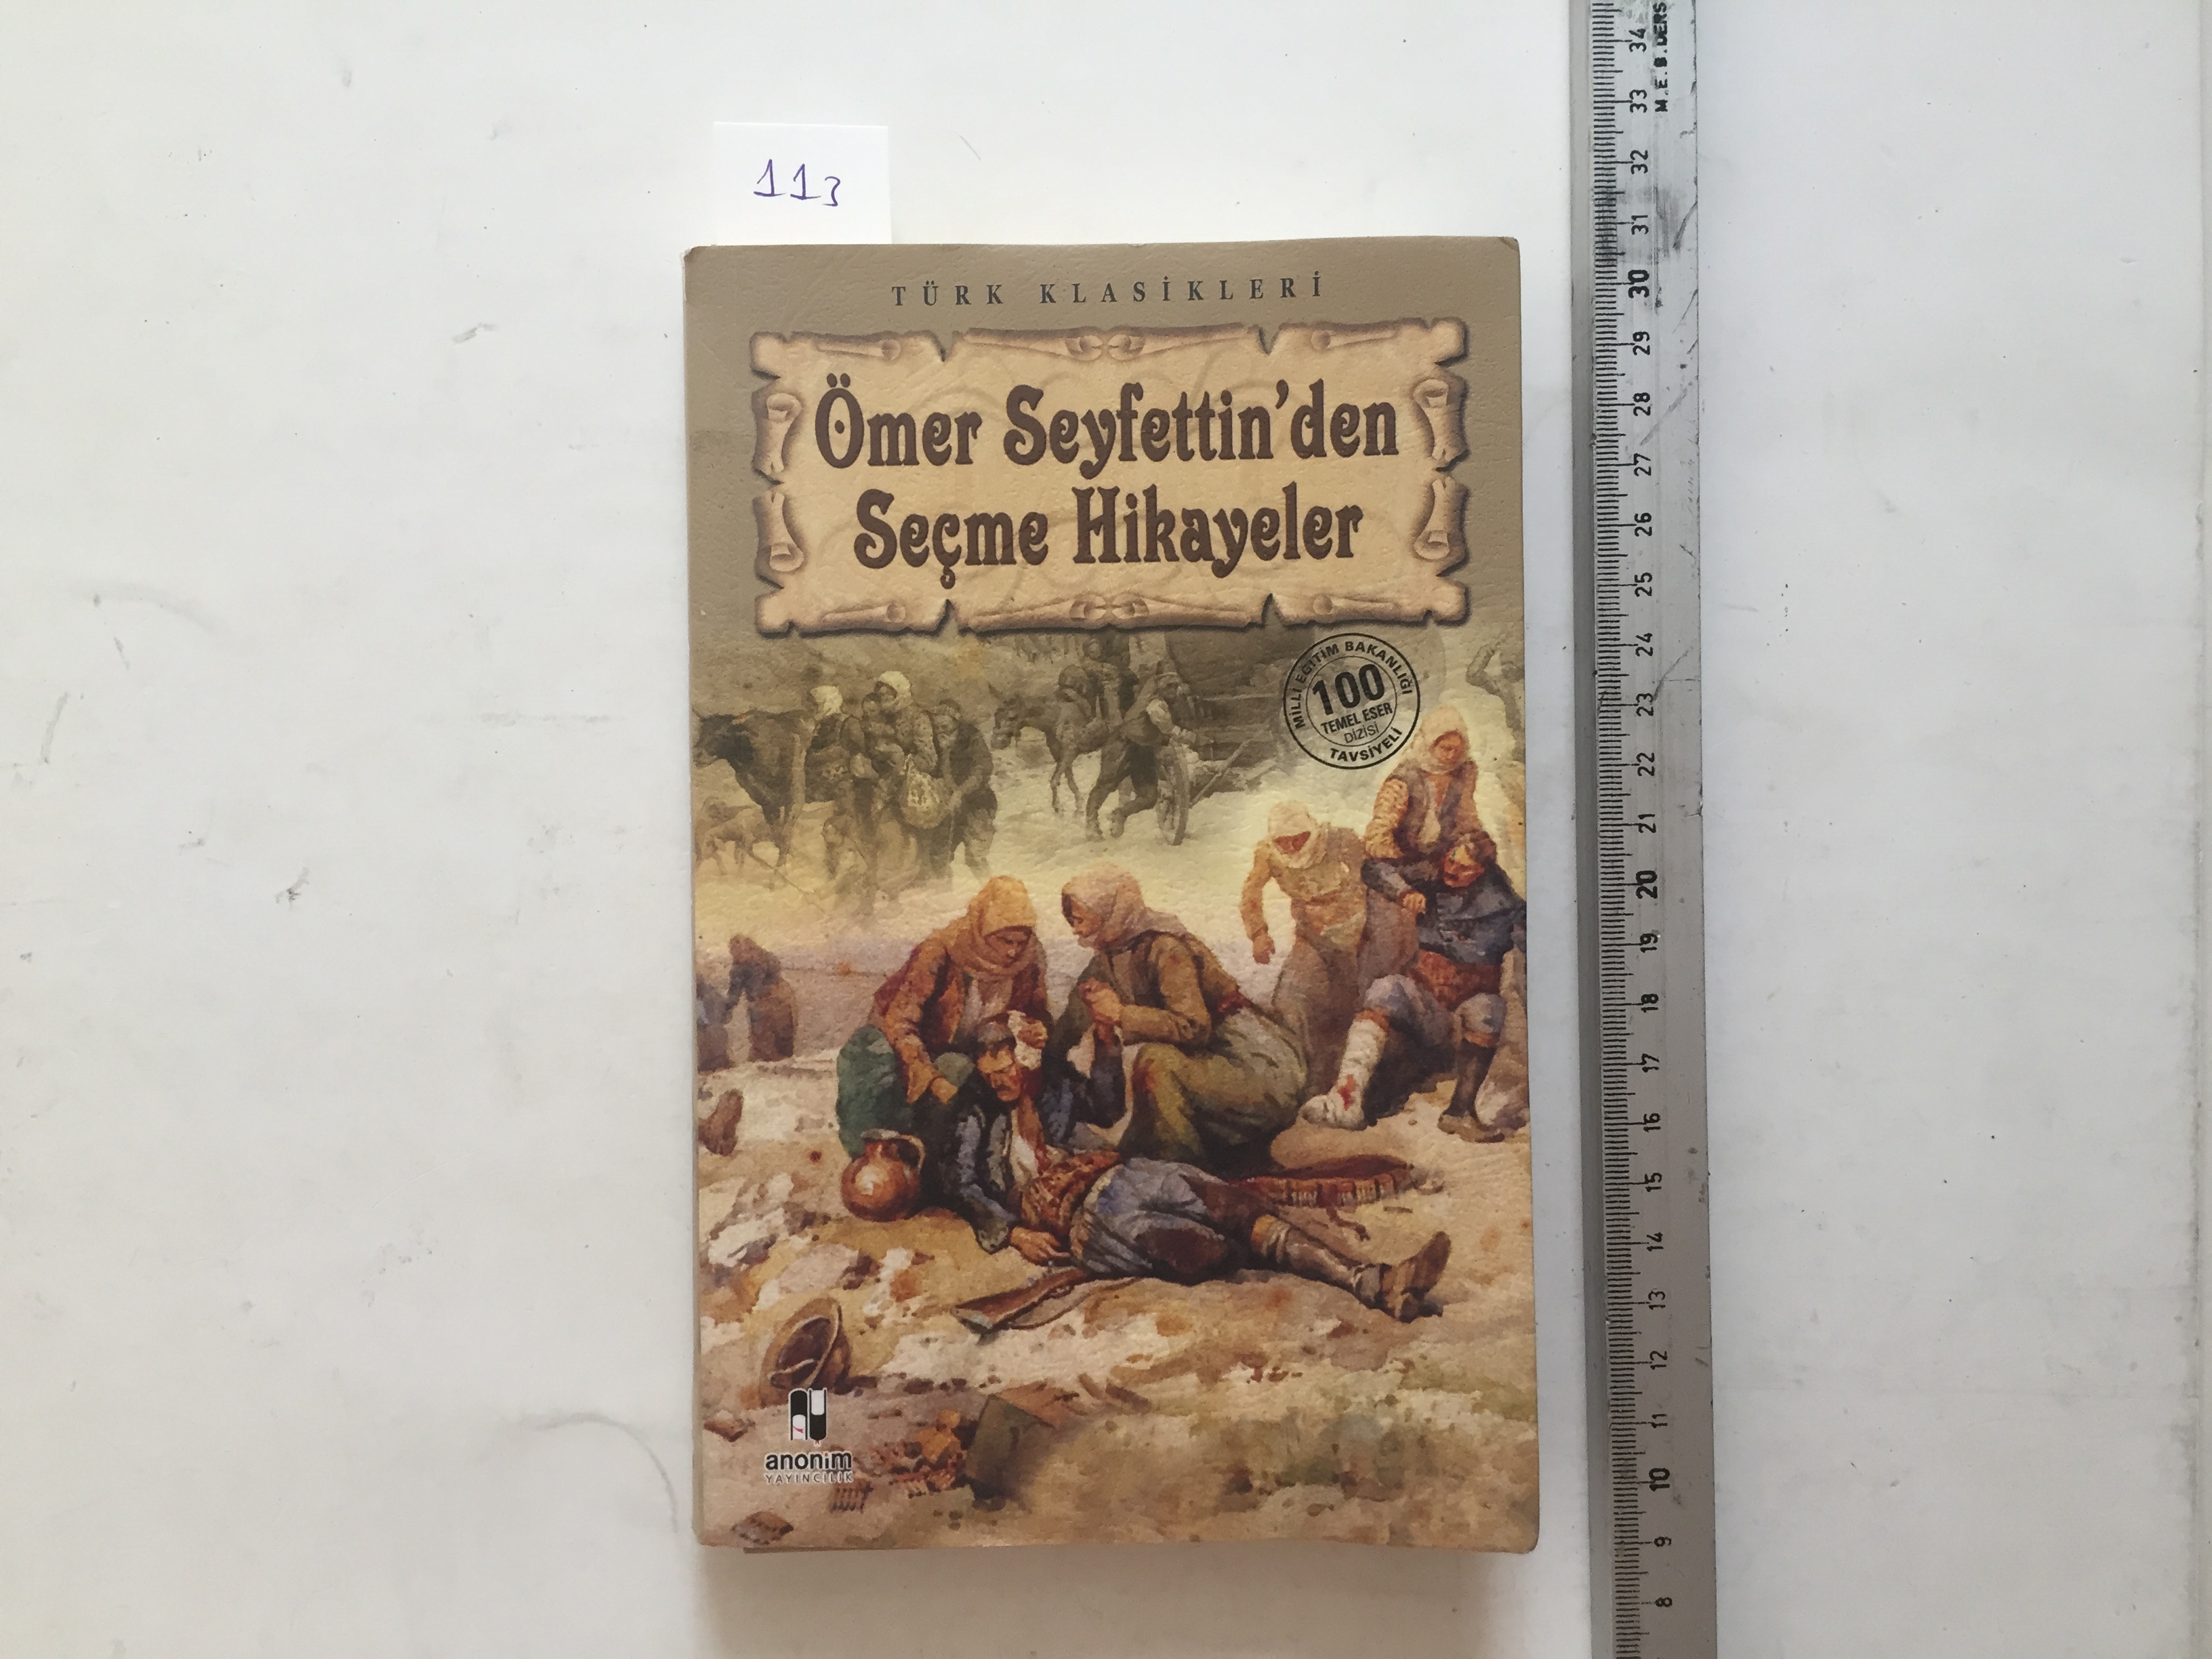 113
TÜRK KLASİKLERİ
Ömer Seyfettin'den
Seçme Hikayeler
MİLLİ EĞİTİM BAKANLIĞI
100
TEMEL ESER
DİZİSİ
TAVSİYELİ
anonim
YAYINCILIK
M.E.B.DERS
34
33
32
31
30
29
28
27
26
25
24
23
22
21
20
19
18
17
16
15
14
13
12
11
10
9
8